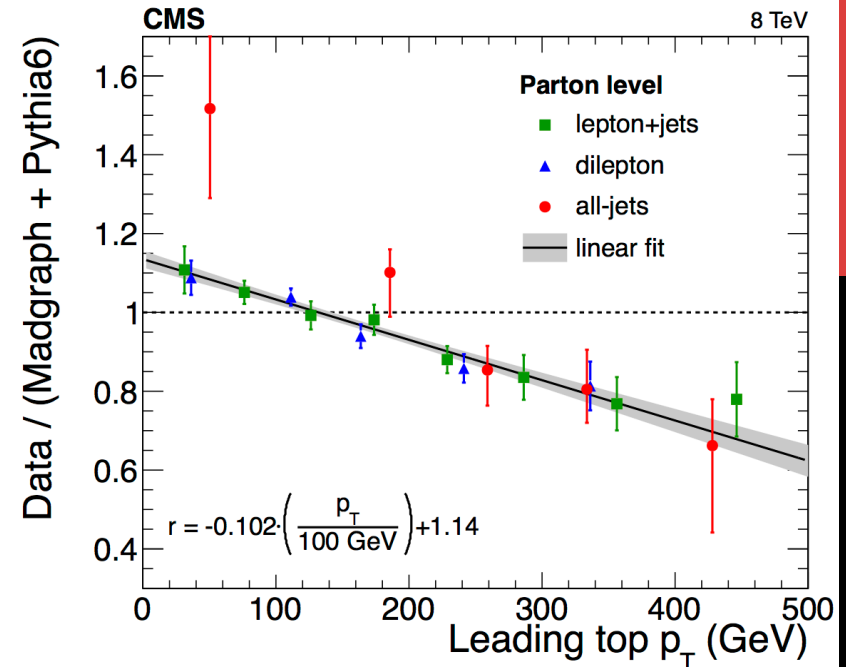 CMS 8 TeV
Data / (Madgraph + Pythia6)
1.6
1.4
1.2
1
0.8
0.6
0.4
Parton level
lepton+jets
dilepton
all-jets
linear fit
r = -0.102·(p_T / 100 GeV)+1.14
0 100 200 300 400 500
Leading top p_T (GeV)